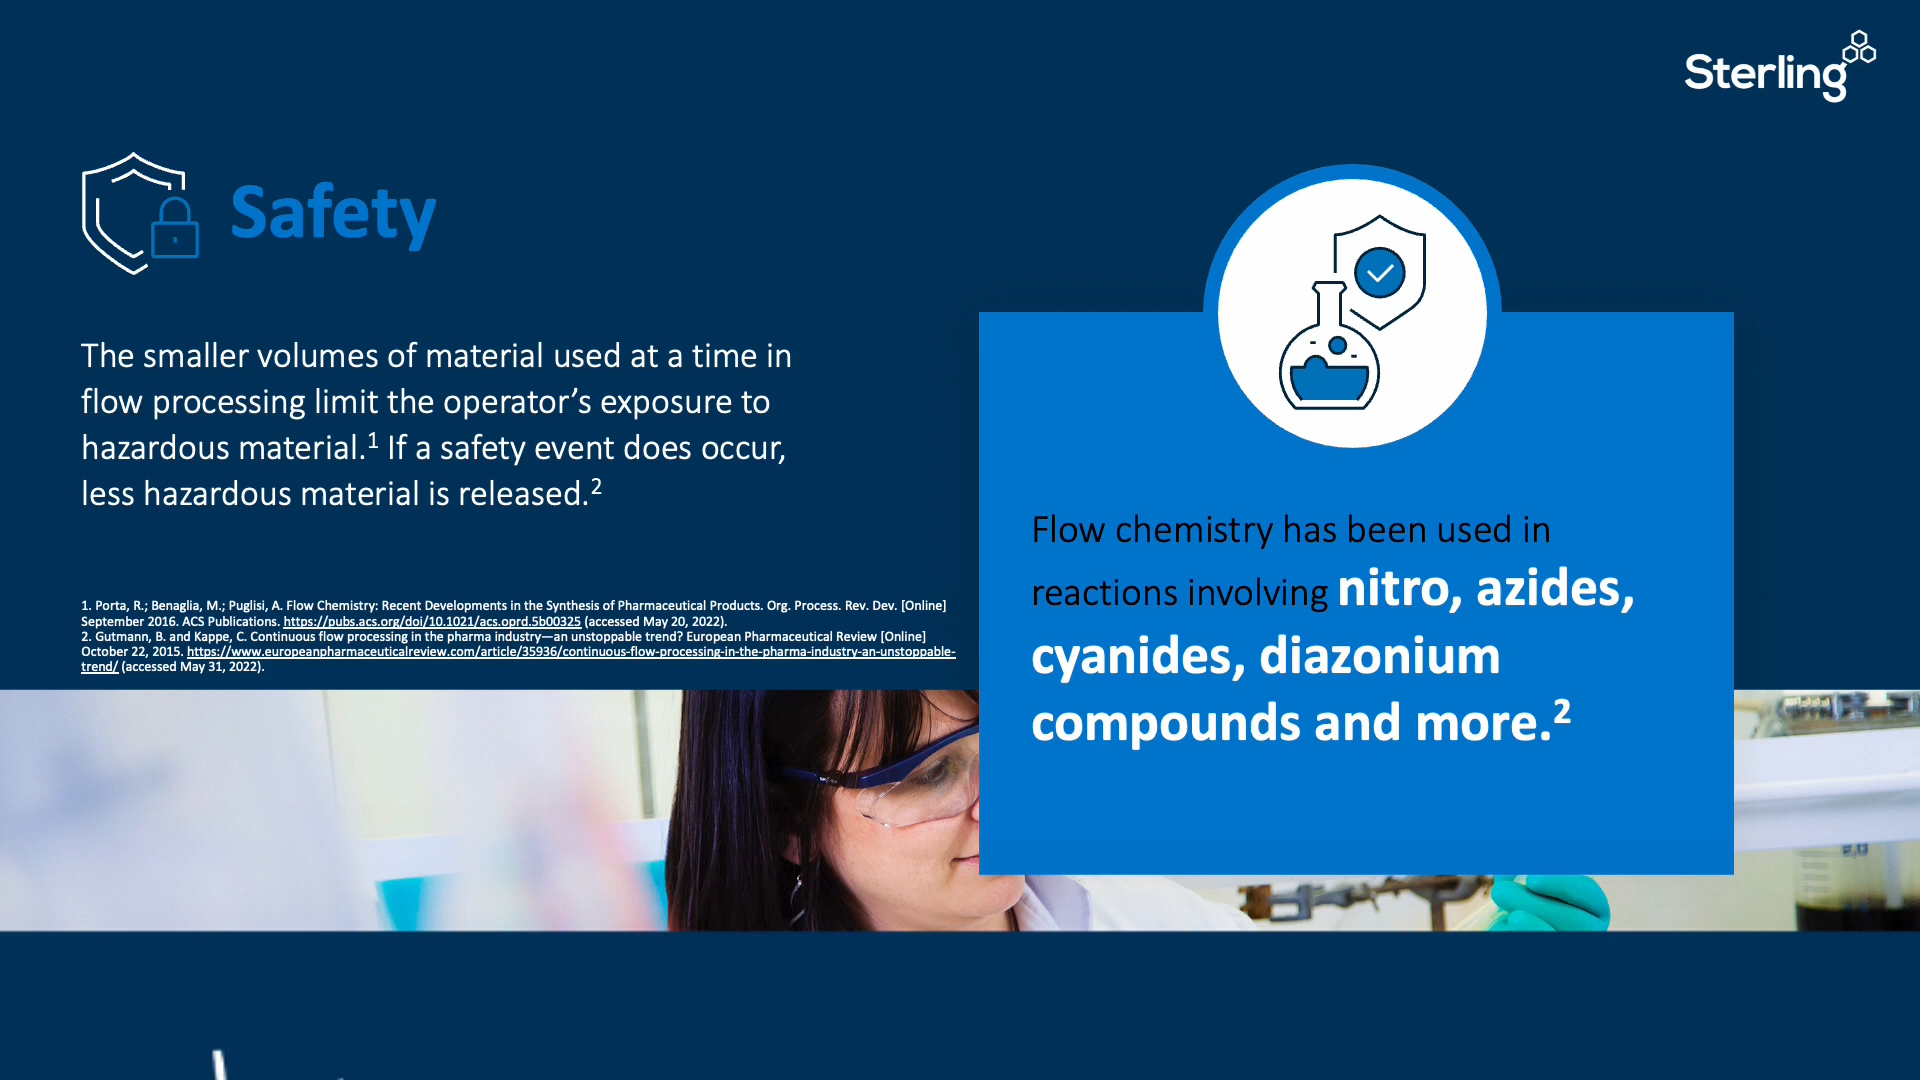 Sterling
Safety
The smaller volumes of material used at a time in
flow processing limit the operator’s exposure to
hazardous material.¹ If a safety event does occur,
less hazardous material is released.²
1. Porta, R.; Benaglia, M.; Puglisi, A. Flow Chemistry: Recent Developments in the Synthesis of Pharmaceutical Products. Org. Process. Rev. Dev. [Online]
September 2016. ACS Publications. https://pubs.acs.org/doi/10.1021/acs.oprd.5b00325 (accessed May 20, 2022).
2. Gutmann, B. and Kappe, C. Continuous flow processing in the pharma industry—an unstoppable trend? European Pharmaceutical Review [Online]
October 22, 2015. https://www.europeanpharmaceuticalreview.com/article/35936/continuous-flow-processing-in-the-pharma-industry-an-unstoppable-
trend/ (accessed May 31, 2022).
Flow chemistry has been used in
reactions involving nitro, azides,
cyanides, diazonium
compounds and more.²